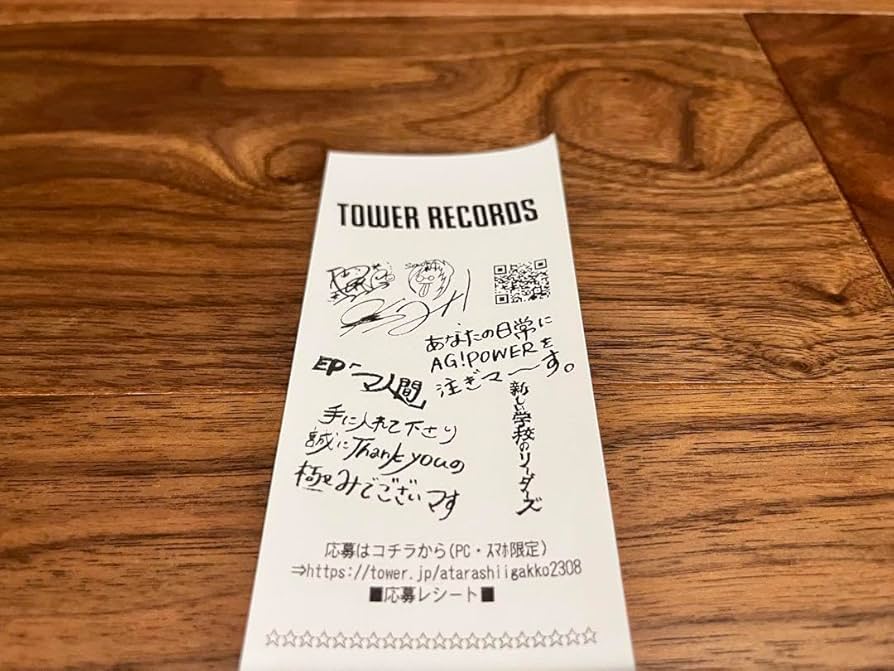 TOWER RECORDS
あなたの日常に
AG!POWERを
注ぎマ〜す。
EP「マ人間」
手に入れて下さり
誠にThank youの
極みでございマす
新しい学校のリーダーズ
応募はコチラから(PC・スマホ限定)
⇒https://tower.jp/atarashiigakko2308
■応募レシート■
☆☆☆☆☆☆☆☆☆☆☆☆☆☆☆☆☆☆☆☆☆☆